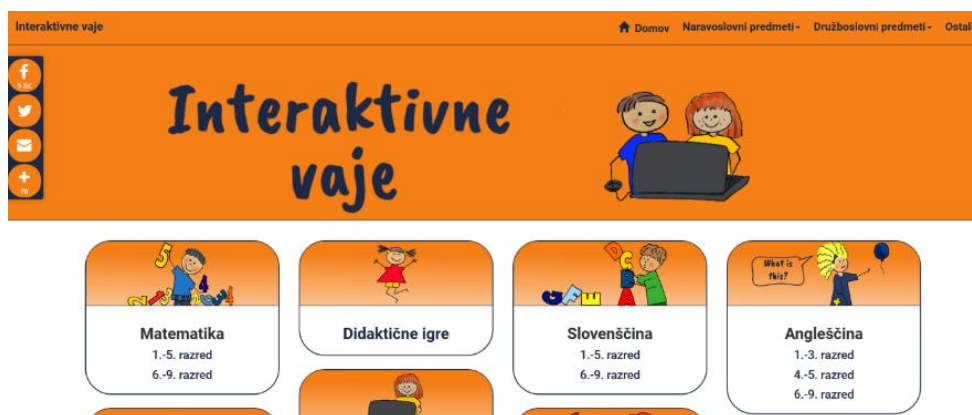 Interaktivne vaje
Domov Naravoslovni predmeti Družboslovni predmeti Ostal
Interaktivne
vaje
What is
this?
Matematika
1.-5. razred
6.-9. razred
Didaktične igre
Slovenščina
1.-5. razred
6.-9. razred
Angleščina
1.-3. razred
4.-5. razred
6.-9. razred